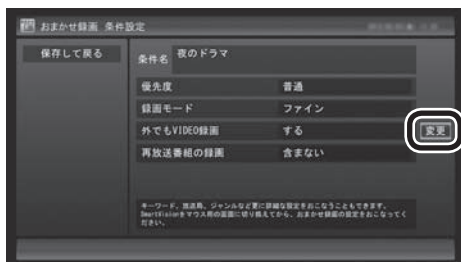 おまかせ録画 条件設定
保存して戻る
条件名 夜のドラマ
優先度 普通
録画モード ファイン
外でもVIDEO録画 する 変更
再放送番組の録画 含まない
キーワード、放送局、ジャンルなど更に詳細な設定をおこなうこともできます。
SmartVisionをマウス用の画面に切り換えてから、おまかせ録画の設定をおこなってく
ださい。